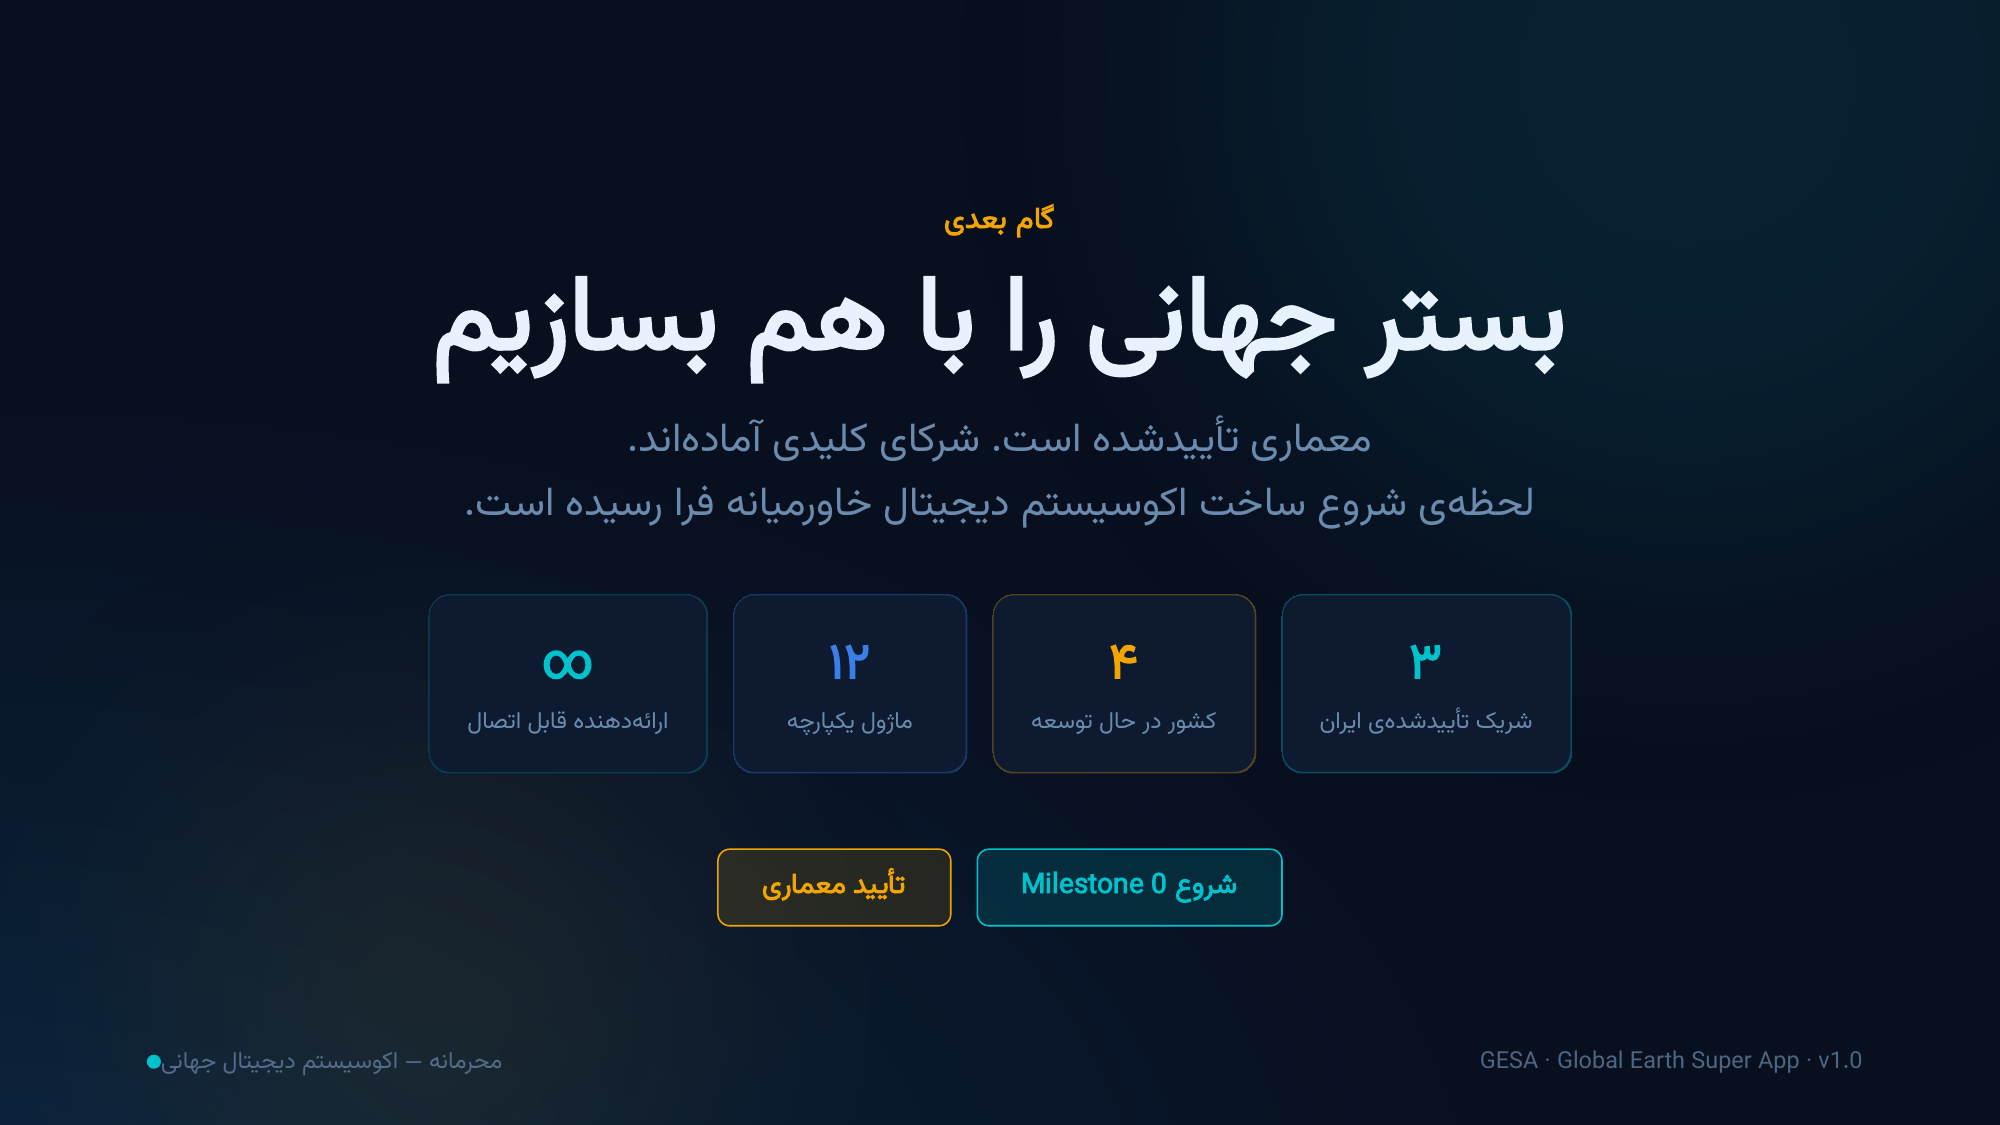 گام بعدی
بستر جهانی را با هم بسازیم
معماری تأییدشده است. شرکای کلیدی آماده‌اند.
لحظه‌ی شروع ساخت اکوسیستم دیجیتال خاورمیانه فرا رسیده است.
۳
شریک تأییدشده‌ی ایران
۴
کشور در حال توسعه
۱۲
ماژول یکپارچه
∞
ارائه‌دهنده قابل اتصال
شروع Milestone 0
تأیید معماری
GESA · Global Earth Super App · v1.0
محرمانه — اکوسیستم دیجیتال جهانی